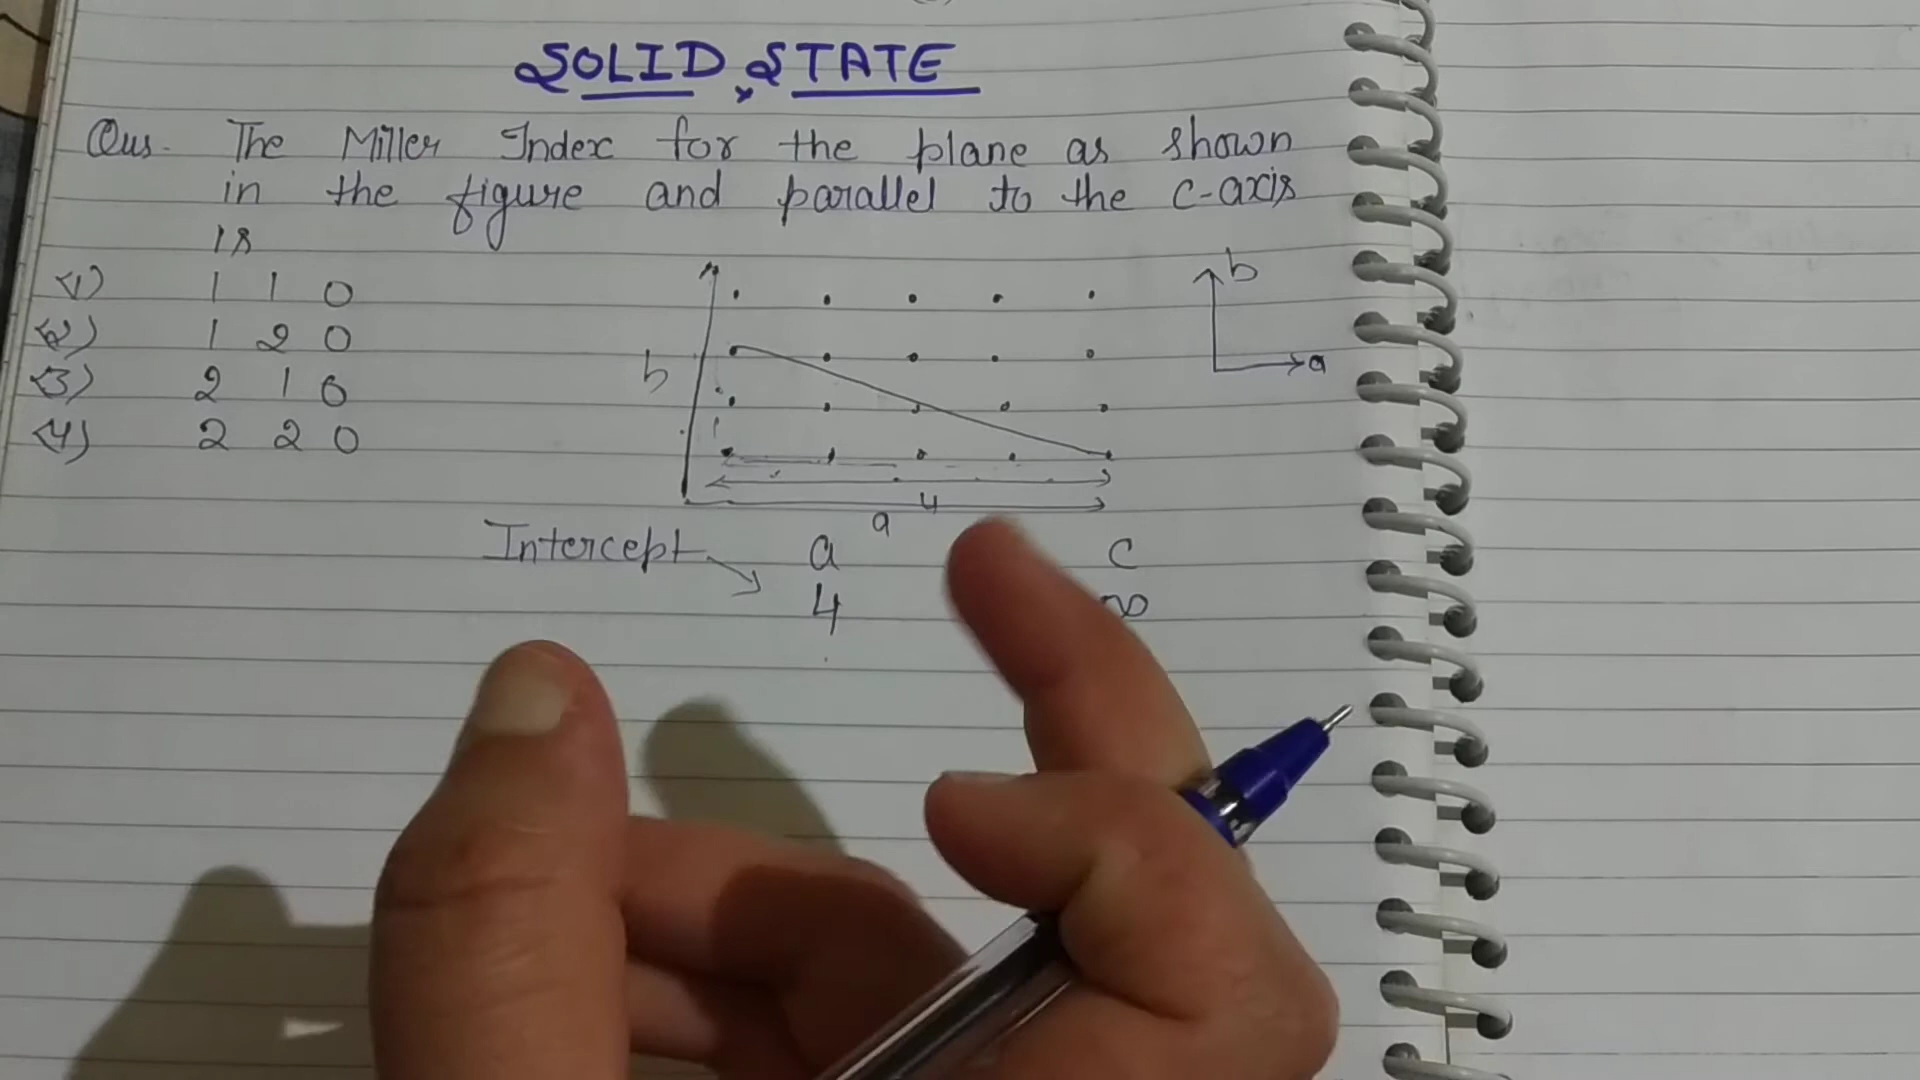 SOLID STATE
Qus. The Miller Index for the plane as shown
in the figure and parallel to the c-axis
is
(1) 1 1 0
(2) 1 2 0
(3) 2 1 0
(4) 2 2 0
b
b
a
4
a
Intercept a c
4 ∞